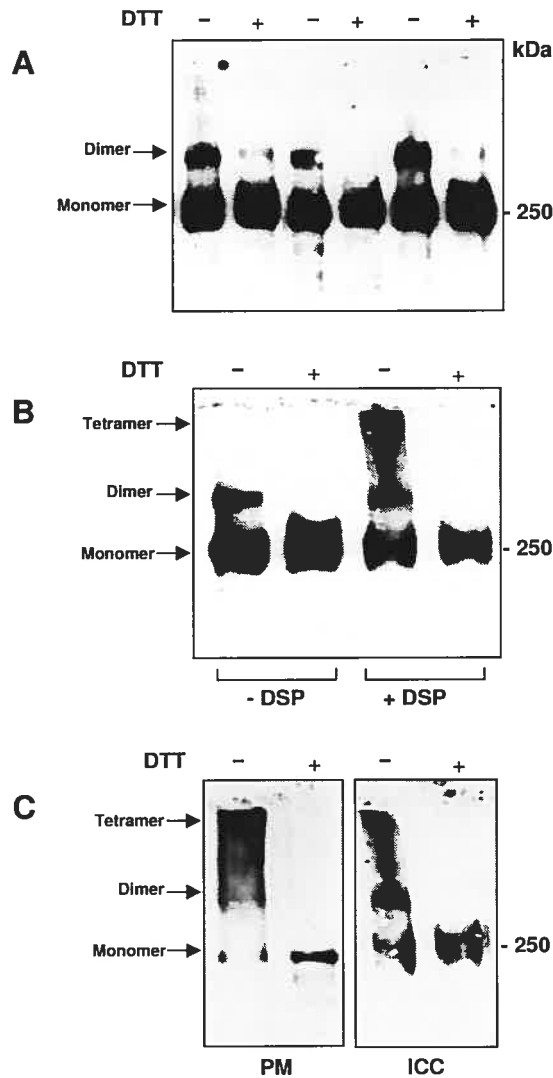 DTT - + - + - +
kDa
A
Dimer
Monomer
- 250
DTT - + - +
B
Tetramer
Dimer
Monomer
- 250
- DSP + DSP
DTT - + - +
C
Tetramer
Dimer
Monomer
- 250
PM ICC